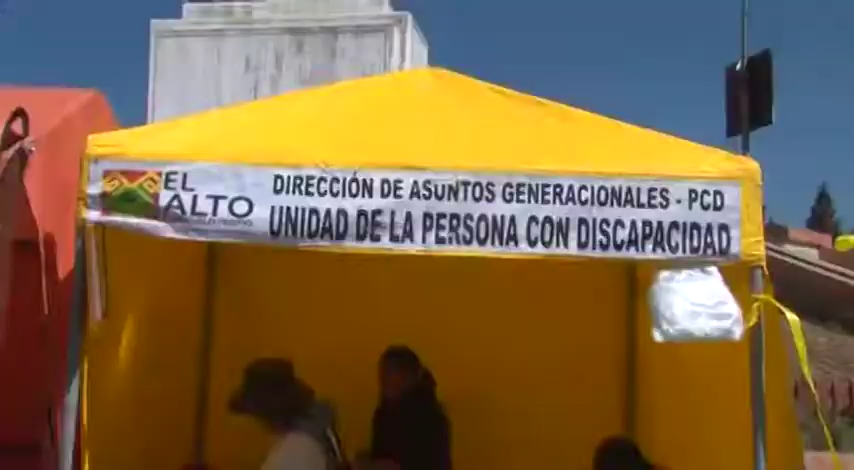 EL
ALTO
DIRECCIÓN DE ASUNTOS GENERACIONALES - PCD
UNIDAD DE LA PERSONA CON DISCAPACIDAD